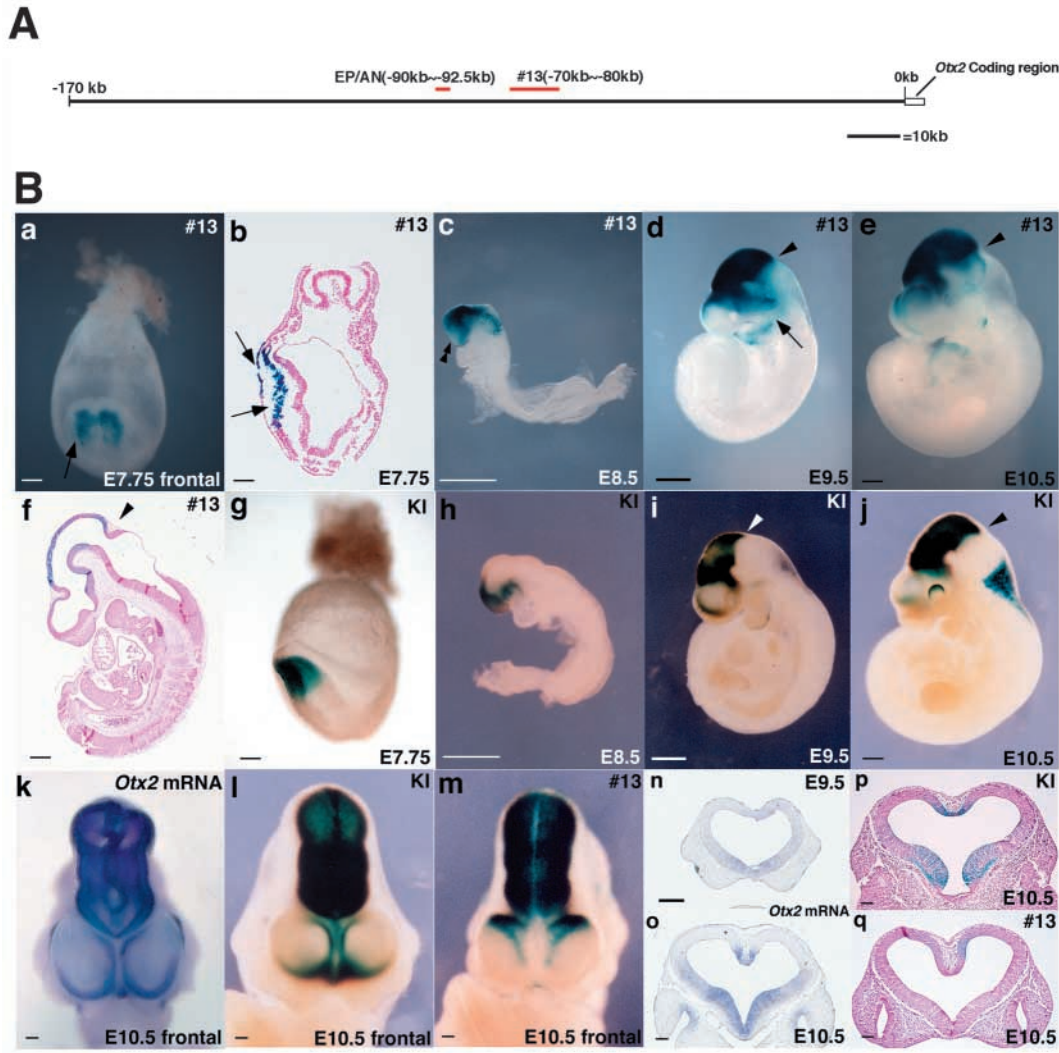 A
EP/AN(-90kb~-92.5kb) #13(-70kb~-80kb)
-170 kb
0kb
Otx2 Coding region
=10kb
B
a
#13
E7.75 frontal
b
#13
E7.75
c
#13
E8.5
d
#13
E9.5
e
#13
E10.5
f
#13
g
KI
E7.75
h
KI
E8.5
i
KI
E9.5
j
KI
E10.5
k
Otx2 mRNA
E10.5 frontal
l
KI
E10.5 frontal
m
#13
E10.5 frontal
n
E9.5
Otx2 mRNA
o
E10.5
p
KI
E10.5
q
#13
E10.5